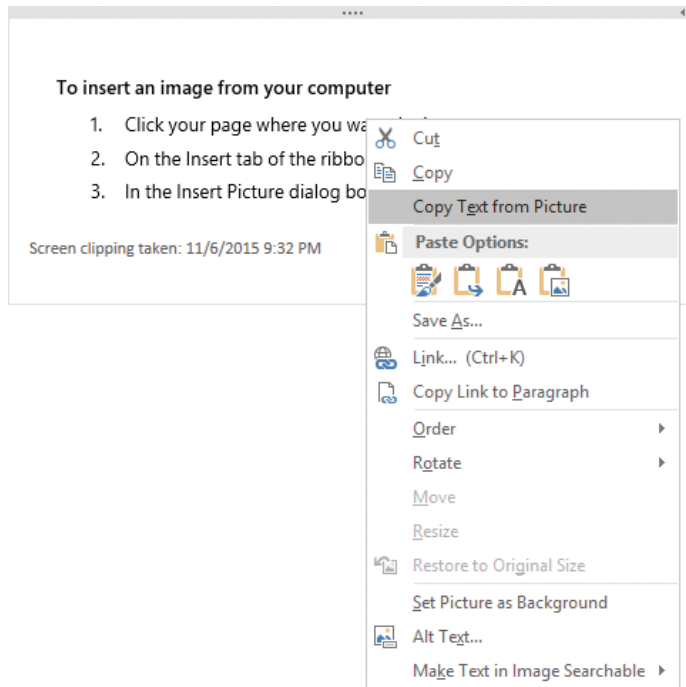 To insert an image from your computer
1. Click your page where you
2. On the Insert tab of the
3. In the Insert Picture dialog
Screen clipping taken: 11/6/2015 9:32 PM
Cut
Copy
Copy Text from Picture
Paste Options:
Save As...
Link... (Ctrl+K)
Copy Link to Paragraph
Order
Rotate
Move
Resize
Restore to Original Size
Set Picture as Background
Alt Text...
Make Text in Image Searchable